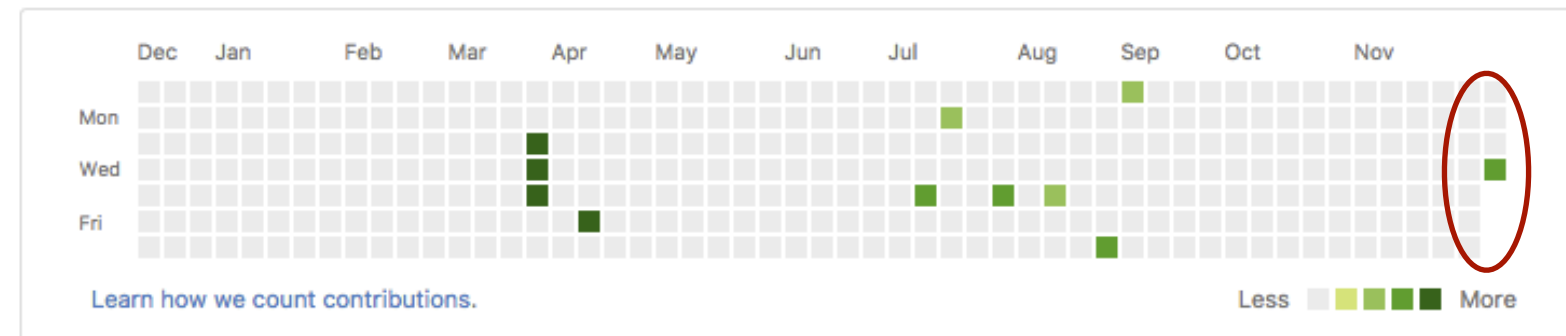 Dec Jan Feb Mar Apr May Jun Jul Aug Sep Oct Nov
Mon
Wed
Fri
Learn how we count contributions. Less More